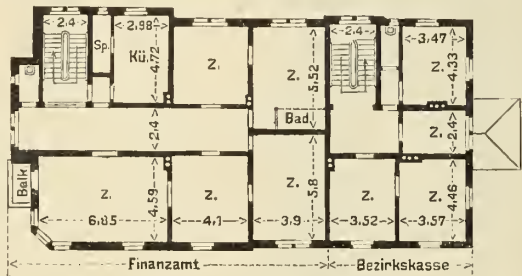 2,4 2,98 2,4 3,47
Sp. Kü. 4,72 Z. 5,52 Z. Z. 4,33
Bad
2,4 Z. 2,4
Balk
Z. 4,59 Z. Z. 5,8 Z. Z. 4,46
6,85 4,1 3,9 3,52 3,57
Finanzamt Bezirkskasse